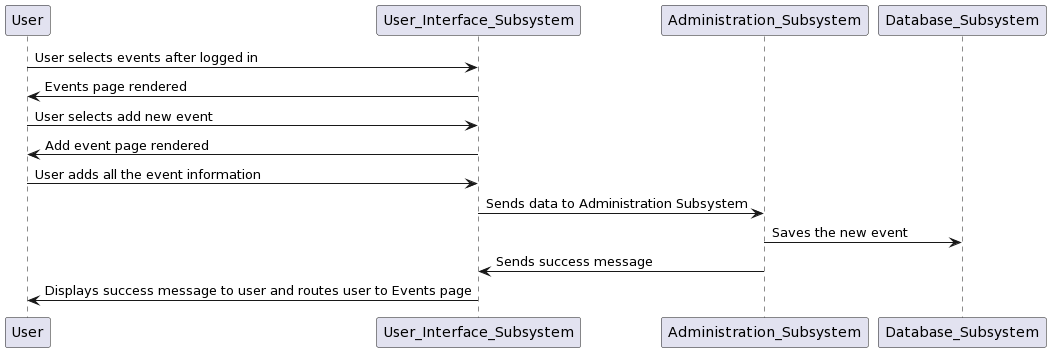 User User_Interface_Subsystem Administration_Subsystem Database_Subsystem
User selects events after logged in
Events page rendered
User selects add new event
Add event page rendered
User adds all the event information
Sends data to Administration Subsystem
Saves the new event
Sends success message
Displays success message to user and routes user to Events page
User User_Interface_Subsystem Administration_Subsystem Database_Subsystem